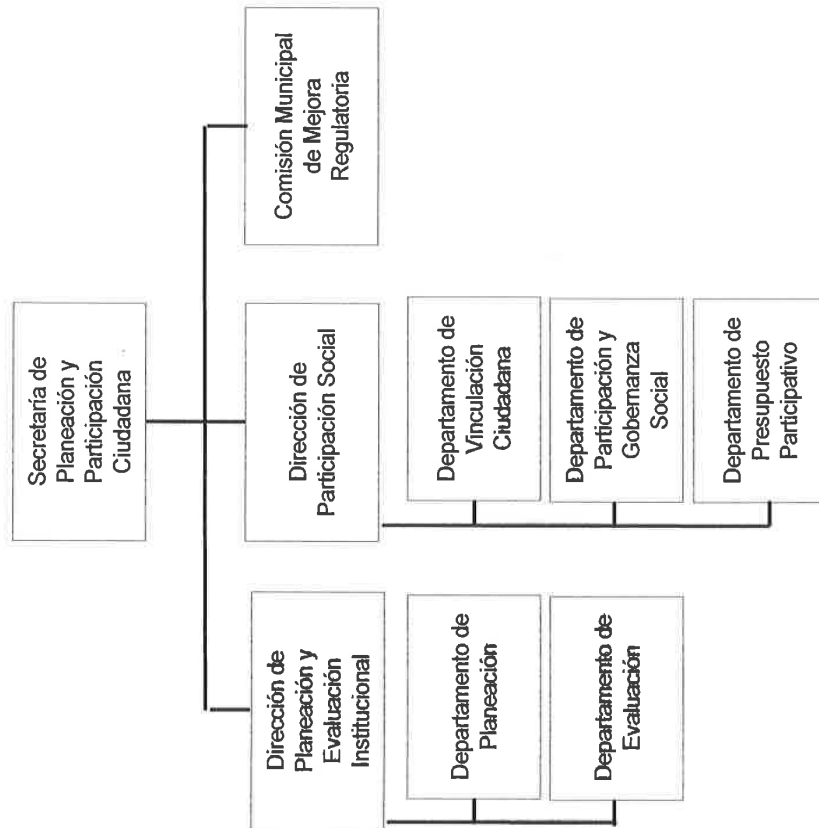 Secretaría de
Planeación y
Participación
Ciudadana
Dirección de
Planeación y
Evaluación
Institucional
Dirección de
Participación Social
Comisión Municipal
de Mejora
Regulatoria
Departamento de
Planeación
Departamento de
Evaluación
Departamento de
Vinculación
Ciudadana
Departamento de
Participación y
Gobernanza
Social
Departamento de
Presupuesto
Participativo